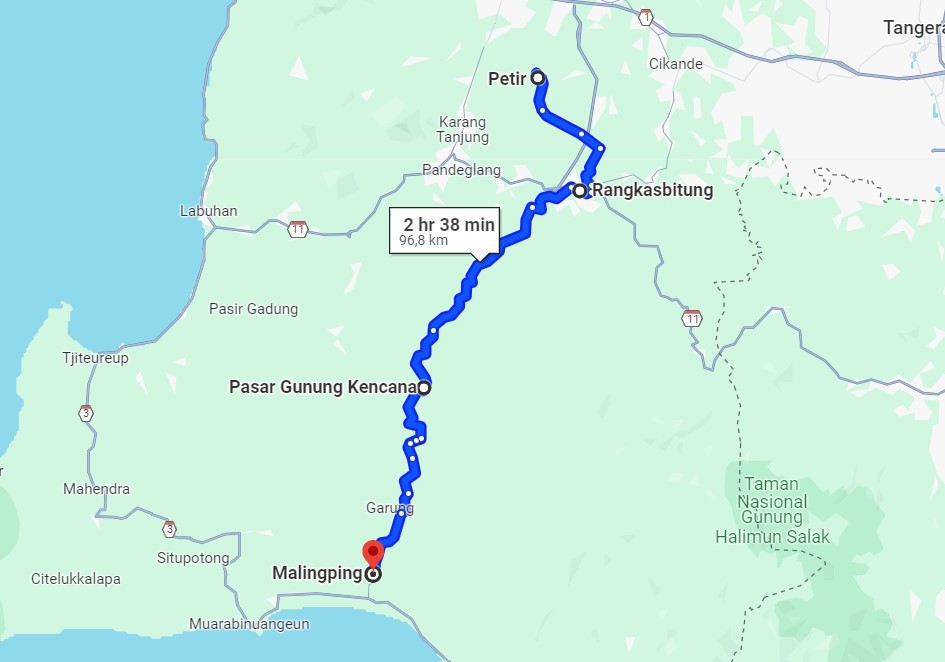 1
Tangera
Cikande
Petir
Karang
Tanjung
Pandeglang
Rangkasbitung
Labuhan
11
2 hr 38 min
96,8 km
Pasir Gadung
11
Tjiteureup
Pasar Gunung Kencana
3
r
Mahendra
Taman
Nasional
Gunung
Halimun Salak
Garung
3
Situpotong
Malingping
Citelukkalapa
Muarabinuangeun